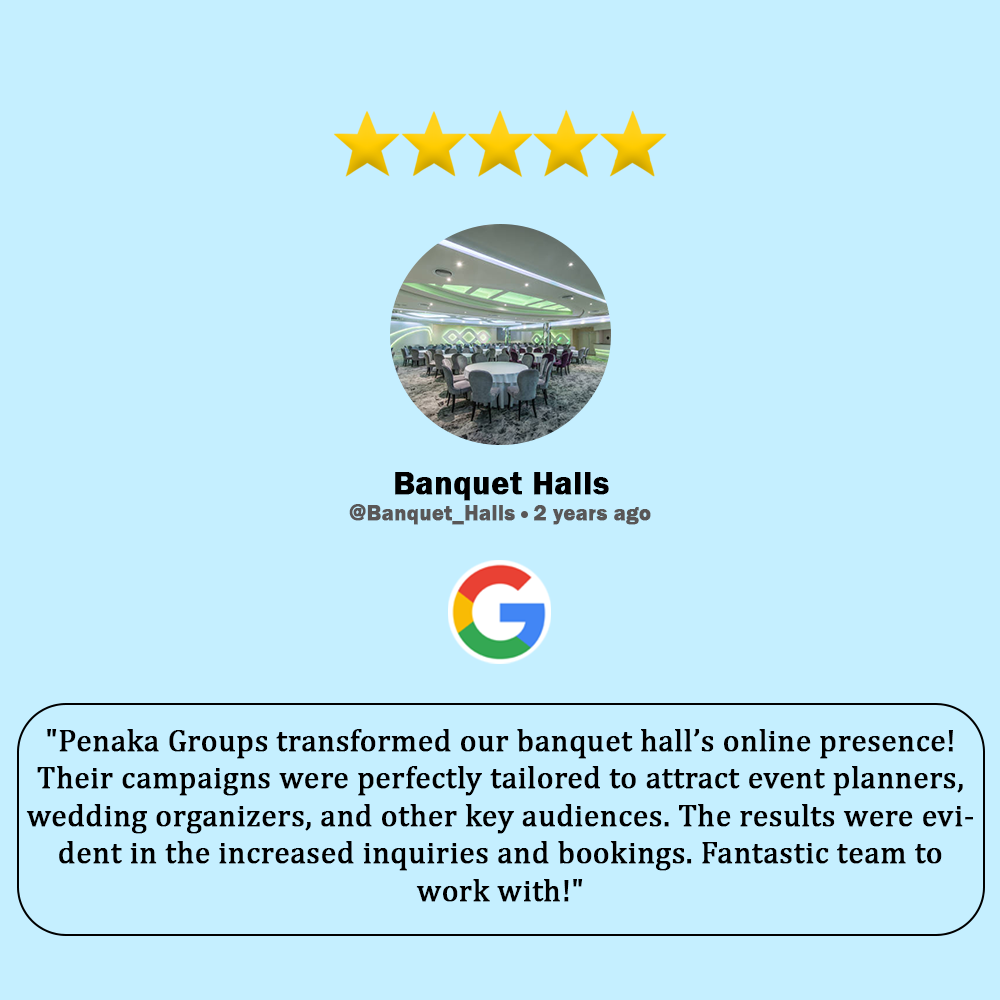 Banquet Halls
@Banquet_Halls • 2 years ago
G
"Penaka Groups transformed our banquet hall’s online presence!
Their campaigns were perfectly tailored to attract event planners,
wedding organizers, and other key audiences. The results were evi-
dent in the increased inquiries and bookings. Fantastic team to
work with!"